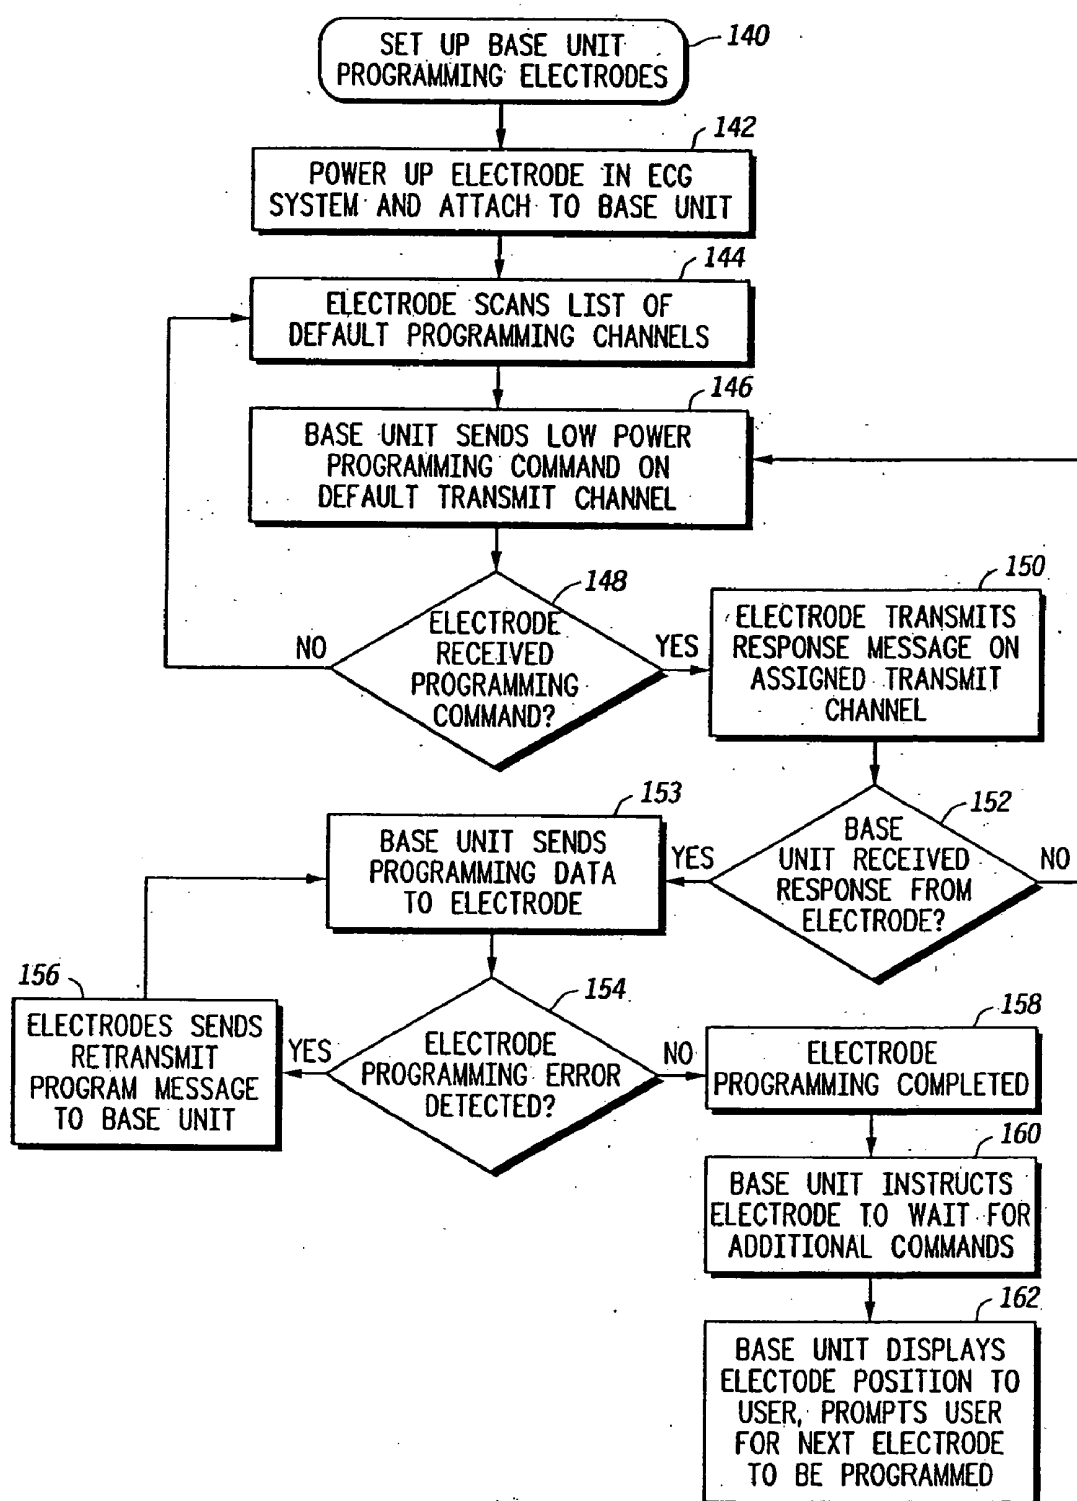 SET UP BASE UNIT
PROGRAMMING ELECTRODES
140
142
POWER UP ELECTRODE IN ECG
SYSTEM AND ATTACH TO BASE UNIT
144
ELECTRODE SCANS LIST OF
DEFAULT PROGRAMMING CHANNELS
146
BASE UNIT SENDS LOW POWER
PROGRAMMING COMMAND ON
DEFAULT TRANSMIT CHANNEL
148
ELECTRODE
RECEIVED
PROGRAMMING
COMMAND?
NO
YES
150
ELECTRODE TRANSMITS
RESPONSE MESSAGE ON
ASSIGNED TRANSMIT
CHANNEL
152
BASE
UNIT RECEIVED
RESPONSE FROM
ELECTRODE?
YES
NO
153
BASE UNIT SENDS
PROGRAMMING DATA
TO ELECTRODE
154
ELECTRODE
PROGRAMMING ERROR
DETECTED?
YES
NO
156
ELECTRODES SENDS
RETRANSMIT
PROGRAM MESSAGE
TO BASE UNIT
158
ELECTRODE
PROGRAMMING COMPLETED
160
BASE UNIT INSTRUCTS
ELECTRODE TO WAIT FOR
ADDITIONAL COMMANDS
162
BASE UNIT DISPLAYS
ELECTODE POSITION TO
USER, PROMPTS USER
FOR NEXT ELECTRODE
TO BE PROGRAMMED